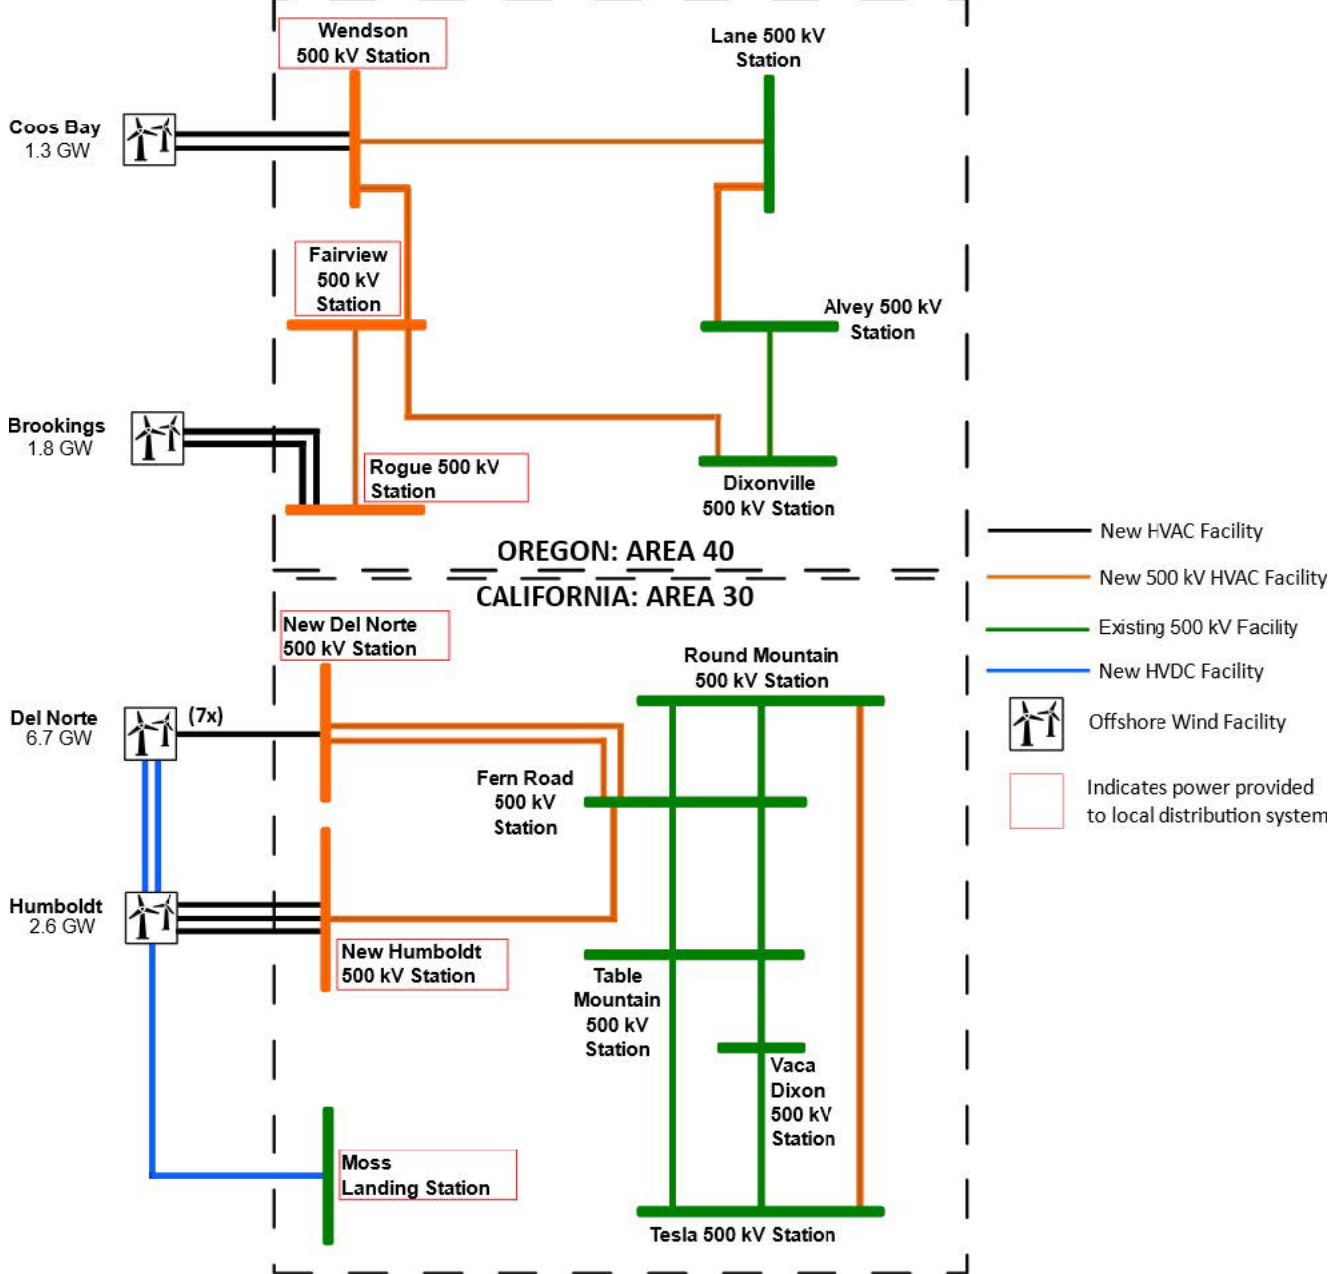 Wendson
500 kV Station
Lane 500 kV
Station
Coos Bay
1.3 GW
Fairview
500 kV
Station
Alvey 500 kV
Station
Brookings
1.8 GW
Rogue 500 kV
Station
Dixonville
500 kV Station
OREGON: AREA 40
CALIFORNIA: AREA 30
New HVAC Facility
New 500 kV HVAC Facility
Existing 500 kV Facility
New HVDC Facility
Offshore Wind Facility
Indicates power provided
to local distribution system
New Del Norte
500 kV Station
Round Mountain
500 kV Station
Del Norte
6.7 GW
(7x)
Fern Road
500 kV
Station
Humboldt
2.6 GW
New Humboldt
500 kV Station
Table
Mountain
500 kV
Station
Vaca
Dixon
500 kV
Station
Moss
Landing Station
Tesla 500 kV Station